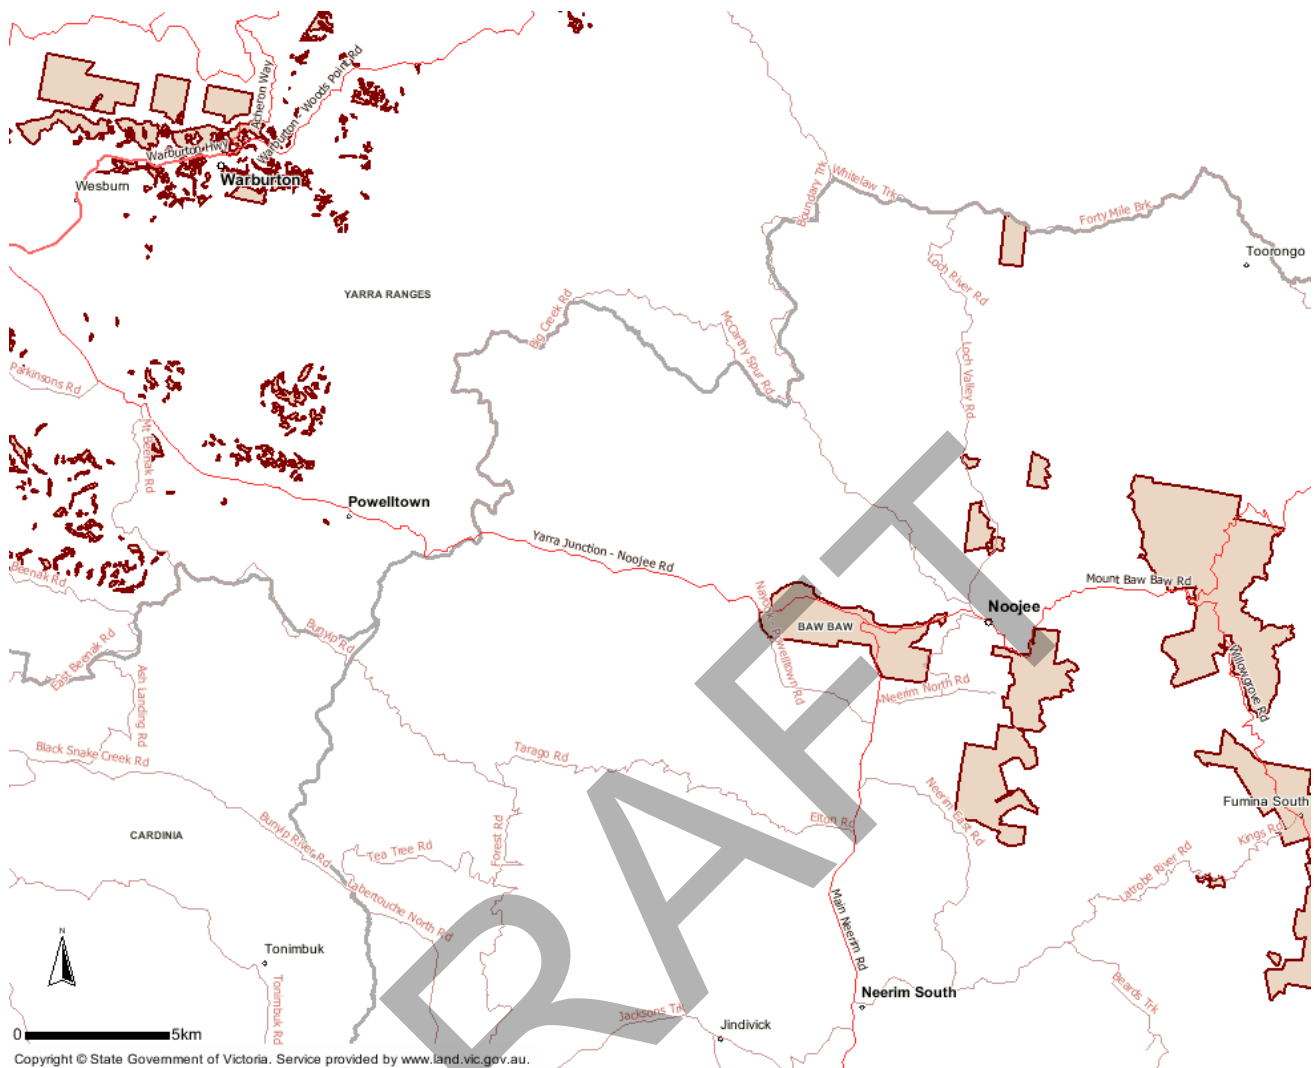 Acheron Way
Warburton - Woods Point Rd
Warburton Hwy
Warburton
Wesburn
Boundary Trk
Whitelaw Trk
Forty Mile Brk
Toorongo
Loch River Rd
YARRA RANGES
Big Creek Rd
McCarthy Spur Rd
Loch Valley Rd
Parkinsons Rd
Mt Beenak Rd
Powelltown
Yarra Junction - Noojee Rd
Mount Baw Baw Rd
Beenak Rd
Noojee
BAW BAW
Nayook - Powelltown Rd
Bunyip Rd
East Beenak Rd
Ash Landing Rd
Neerim North Rd
Willowgrove Rd
Black Snake Creek Rd
Tarago Rd
Neerim East Rd
Fumina South
Elton Rd
Kings Rd
CARDINIA
Bunyip River Rd
Tea Tree Rd
Forest Rd
Latrobe River Rd
Labertouche North Rd
Main Neerim Rd
N
Tonimbuk
Tonimbuk Rd
Neerim South
Beards Trk
Jacksons Trk
Jindivick
0 5km
RAFT
Copyright © State Government of Victoria. Service provided by www.land.vic.gov.au.